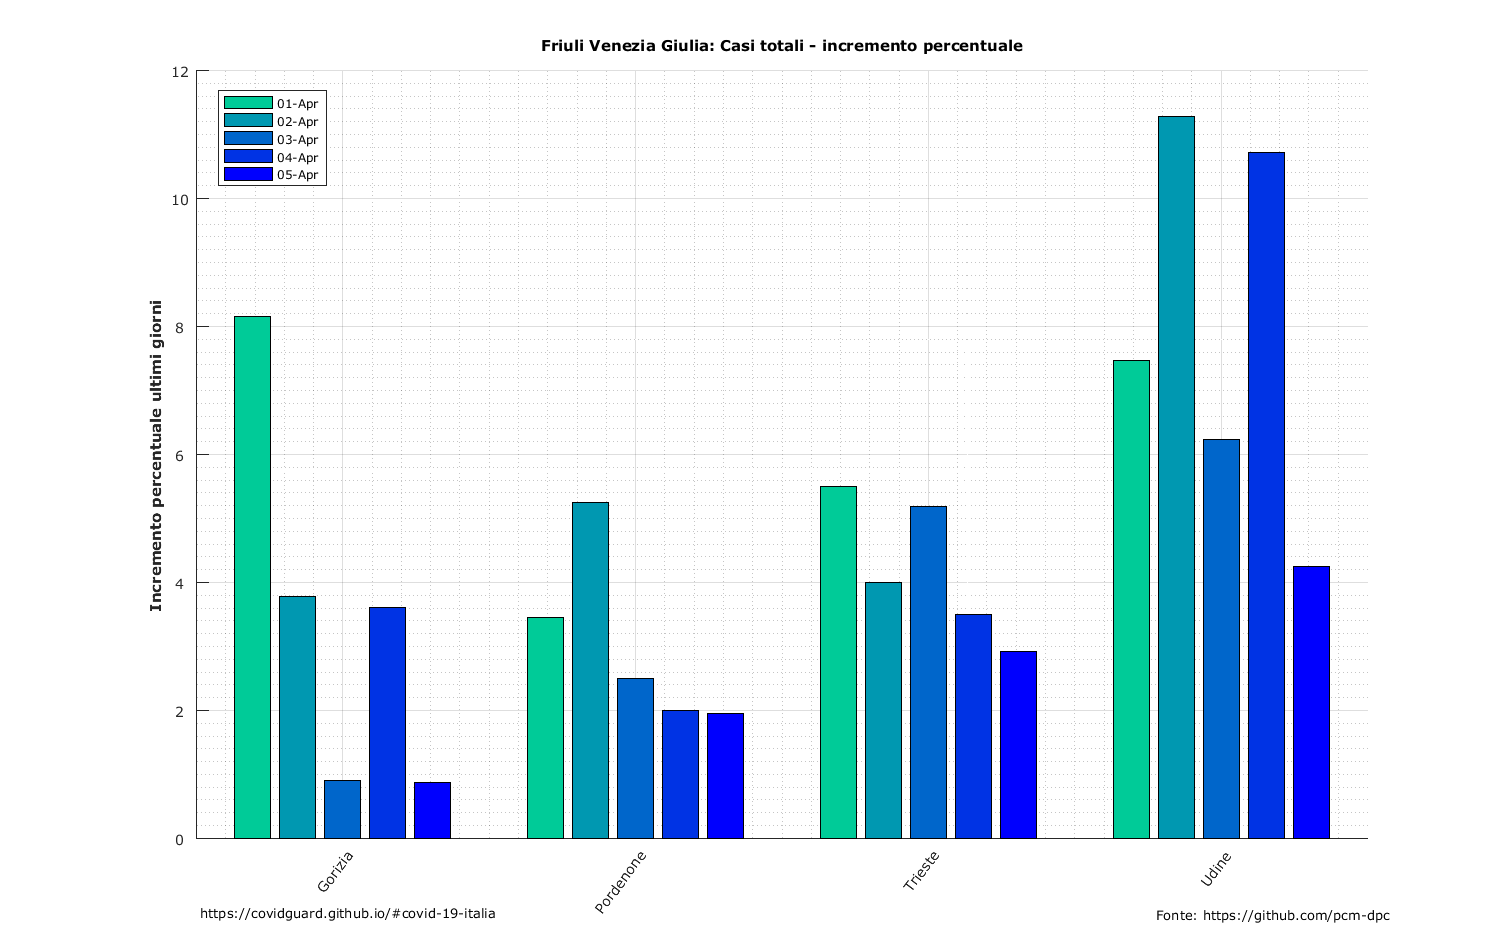 Friuli Venezia Giulia: Casi totali - incremento percentuale
12
10
8
6
4
2
0
01-Apr
02-Apr
03-Apr
04-Apr
05-Apr
Incremento percentuale ultimi giorni
Gorizia
Pordenone
Trieste
Udine
https://covidguard.github.io/#covid-19-italia
Fonte: https://github.com/pcm-dpc